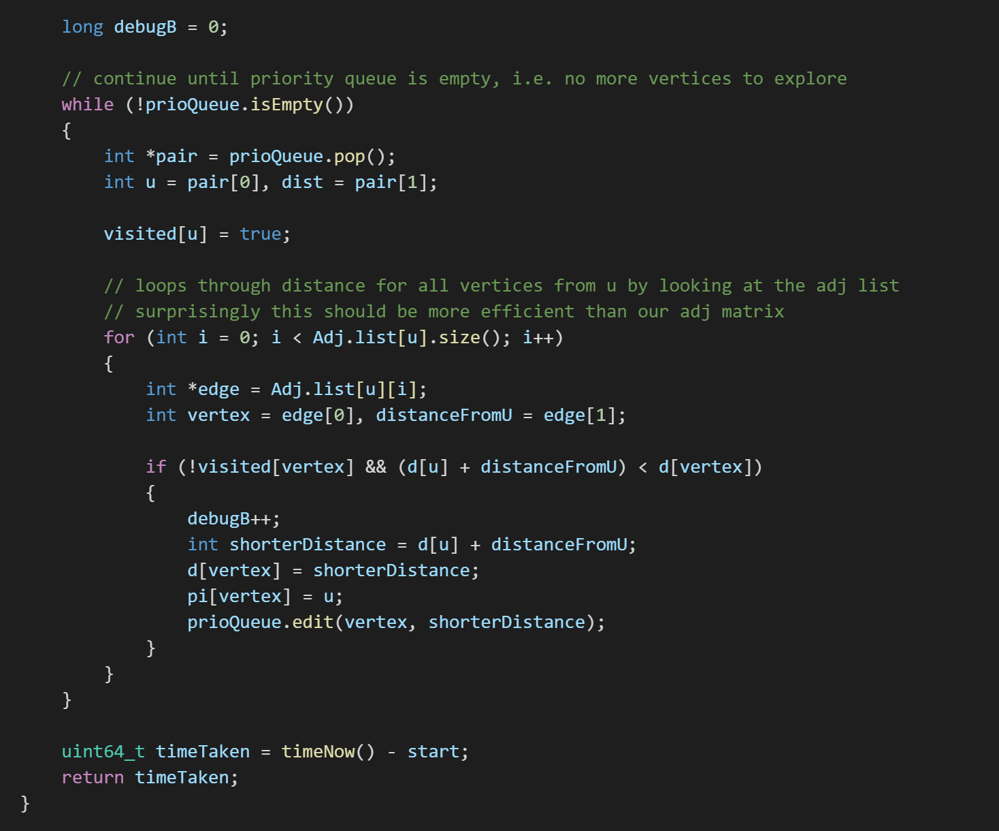 long debugB = 0;
// continue until priority queue is empty, i.e. no more vertices to explore
while (!prioQueue.isEmpty())
{
int *pair = prioQueue.pop();
int u = pair[0], dist = pair[1];
visited[u] = true;
// loops through distance for all vertices from u by looking at the adj list
// surprisingly this should be more efficient than our adj matrix
for (int i = 0; i < Adj.list[u].size(); i++)
{
int *edge = Adj.list[u][i];
int vertex = edge[0], distanceFromU = edge[1];
if (!visited[vertex] && (d[u] + distanceFromU) < d[vertex])
{
debugB++;
int shorterDistance = d[u] + distanceFromU;
d[vertex] = shorterDistance;
pi[vertex] = u;
prioQueue.edit(vertex, shorterDistance);
}
}
}
uint64_t timeTaken = timeNow() - start;
return timeTaken;
}